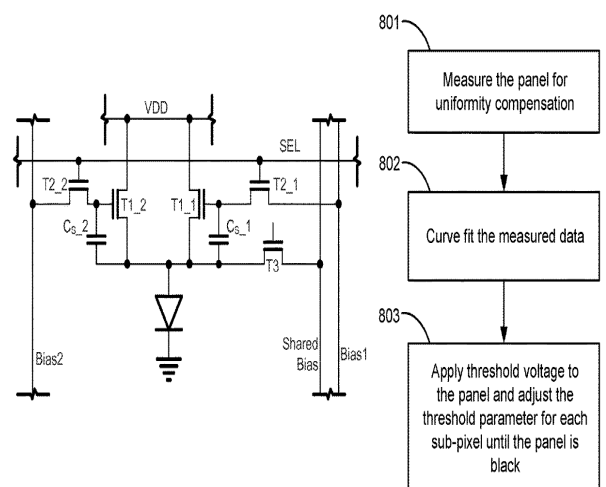 VDD
SEL
T2_2
T2_1
T1_2
T1_1
CS_2
CS_1
T3
Bias2
Shared
Bias
Bias1
801
Measure the panel for
uniformity compensation
802
Curve fit the measured data
803
Apply threshold voltage to
the panel and adjust the
threshold parameter for each
sub-pixel until the panel is
black